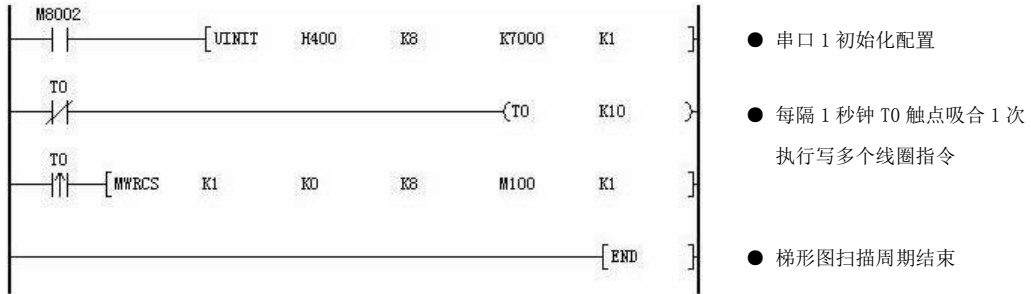 M8002
UINIT H400 K8 K7000 K1
● 串口 1 初始化配置
T0
T0 K10
● 每隔 1 秒钟 T0 触点吸合 1 次
执行写多个线圈指令
T0
MWRCS K1 K0 K8 M100 K1
END
● 梯形图扫描周期结束